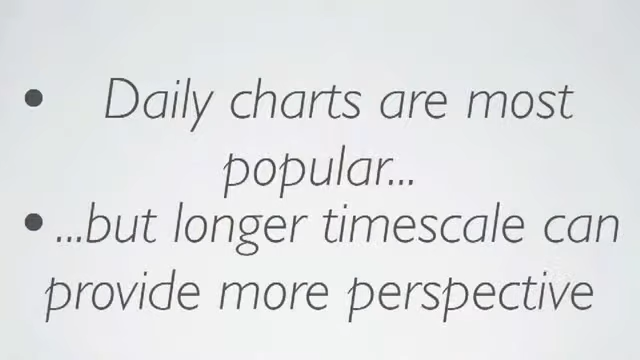 • Daily charts are most
popular...
• ...but longer timescale can
provide more perspective